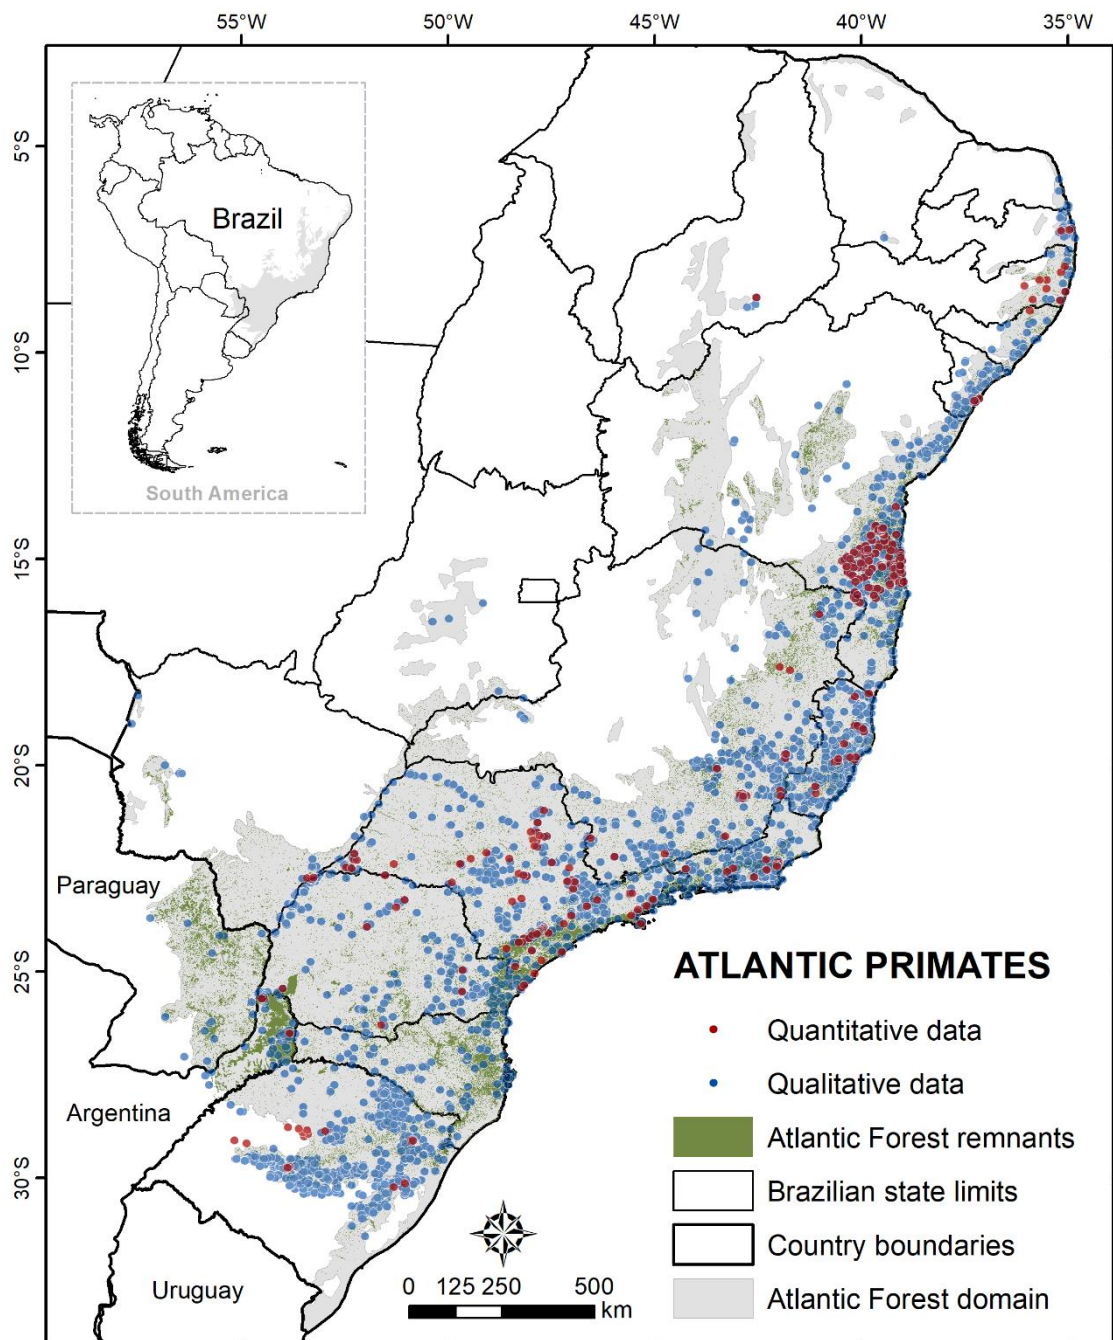 55°W 50°W 45°W 40°W 35°W
5°S
10°S
15°S
20°S
25°S
30°S
Brazil
South America
Paraguay
Argentina
Uruguay
ATLANTIC PRIMATES
Quantitative data
Qualitative data
Atlantic Forest remnants
Brazilian state limits
Country boundaries
Atlantic Forest domain
0 125 250 500
km